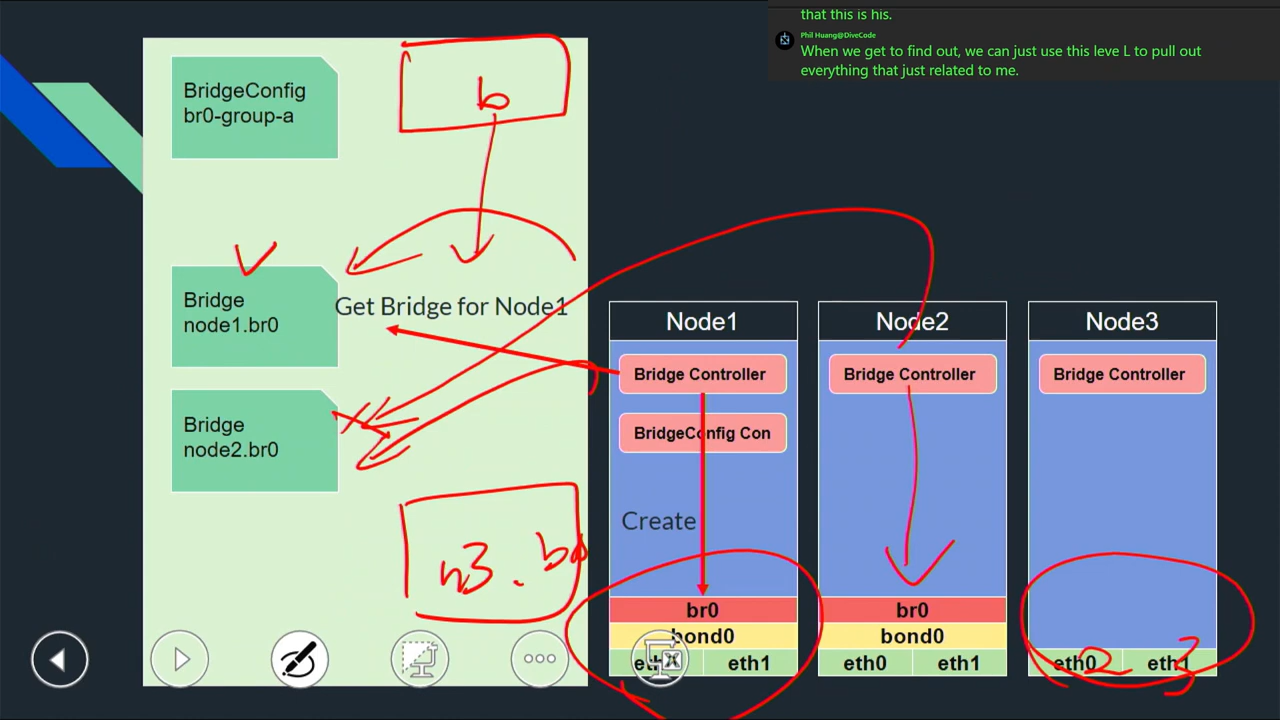 that this is his.
Phil Huang@DiveCode
When we get to find out, we can just use this leve L to pull out
everything that just related to me.
BridgeConfig
br0-group-a
b
Bridge
node1.br0
Get Bridge for Node1
Bridge
node2.br0
n3.
Node1
Bridge Controller
BridgeConfig Con
Create
br0
bond0
eth1
Node2
Bridge Controller
br0
bond0
eth0
eth1
Node3
Bridge Controller
eth0
eth1
2
3